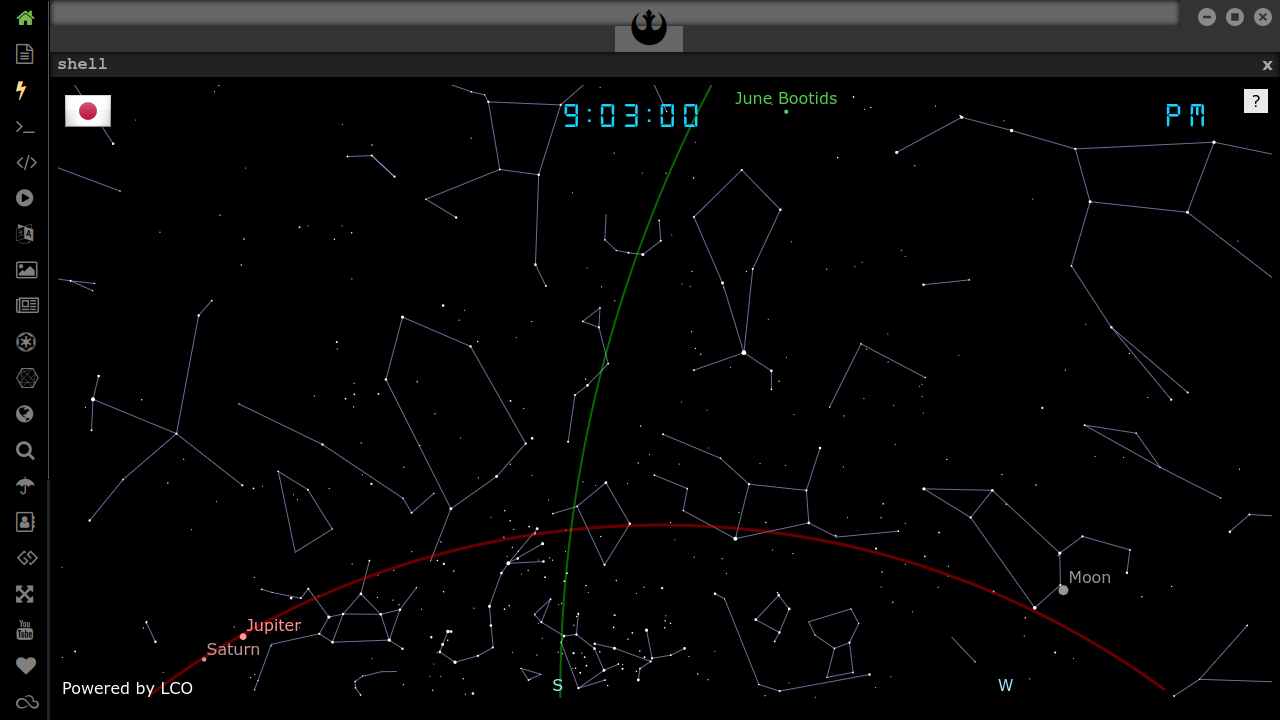 shell
x
9:03:00 PM
June Bootids
?
Moon
Jupiter
Saturn
Powered by LCO
S
W